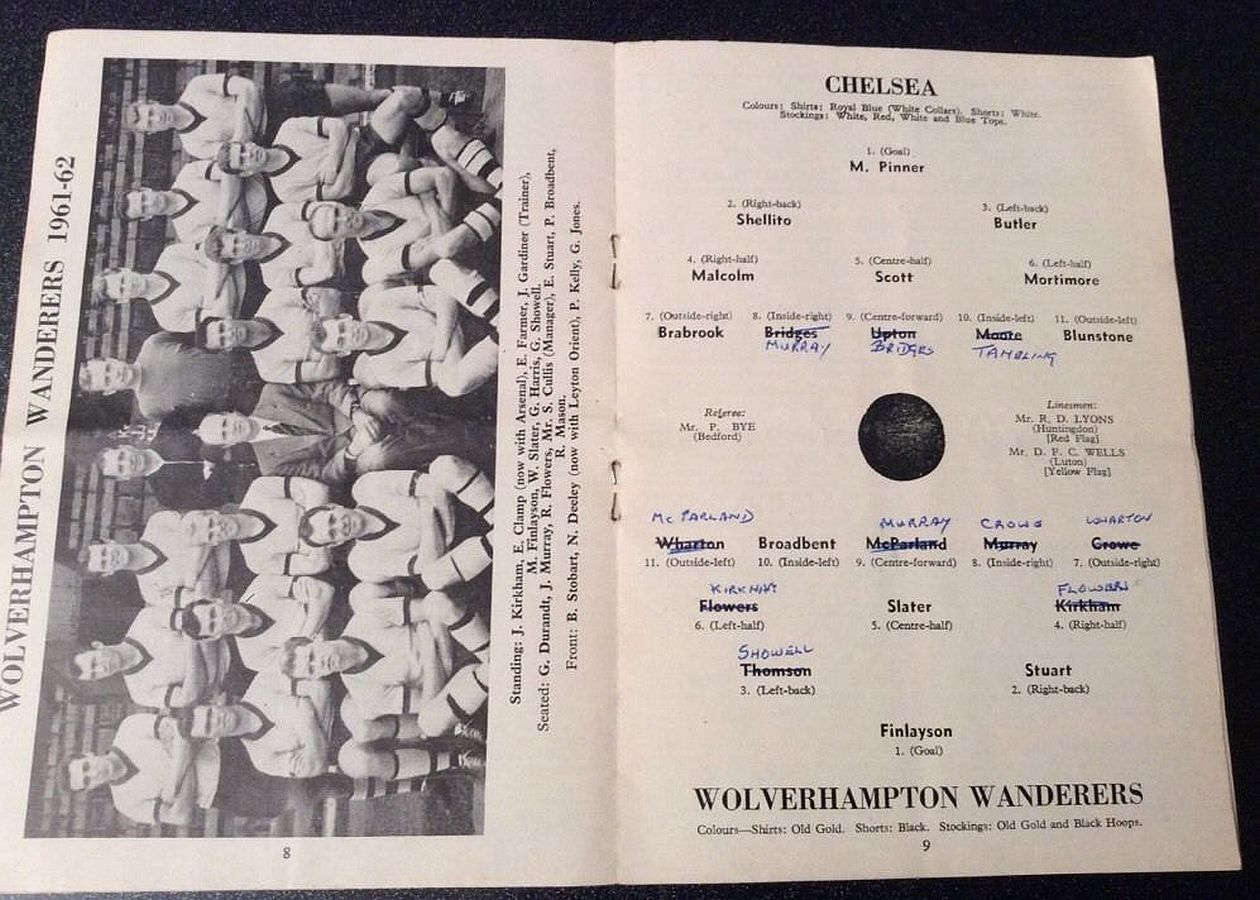 WOLVERHAMPTON WANDERERS 1961-62
Standing: J. Kirkham, E. Clamp (now with Arsenal), E. Farmer, J. Gardiner (Trainer),
M. Finlayson, W. Slater, G. Harris, G. Showell.
Seated: G. Durandt, J. Murray, R. Flowers, Mr. S. Cullis (Manager), E. Stuart, P. Broadbent,
R. Mason.
Front: B. Stobart, N. Deeley (now with Leyton Orient), P. Kelly, G. Jones.
8
CHELSEA
Colours: Shirts: Royal Blue (White Collars). Shorts: White.
Stockings: White, Red, White and Blue Tops.
1. (Goal)
M. Pinner
2. (Right-back) 3. (Left-back)
Shellito Butler
4. (Right-half) 5. (Centre-half) 6. (Left-half)
Malcolm Scott Mortimore
7. (Outside-right) 8. (Inside-right) 9. (Centre-forward) 10. (Inside-left) 11. (Outside-left)
Brabrook Bridges Upton Moore Blunstone
MURRAY BRIDGES TAMBLING
Referee:
Mr. P. BYE
(Bedford)
Linesmen:
Mr. R. D. LYONS
(Huntingdon)
[Red Flag]
Mr. D. F. C. WELLS
(Luton)
[Yellow Flag]
McPARLAND MURRAY CROWE WHARTON
Wharton Broadbent McParland Murray Crowe
11. (Outside-left) 10. (Inside-left) 9. (Centre-forward) 8. (Inside-right) 7. (Outside-right)
KIRKHAM FLOWERS
Flowers Slater Kirkham
6. (Left-half) 5. (Centre-half) 4. (Right-half)
SHOWELL
Thomson Stuart
3. (Left-back) 2. (Right-back)
Finlayson
1. (Goal)
WOLVERHAMPTON WANDERERS
Colours—Shirts: Old Gold. Shorts: Black. Stockings: Old Gold and Black Hoops.
9